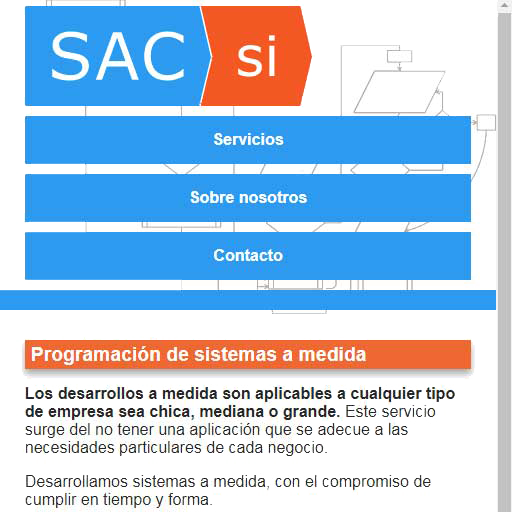 SAC si
Servicios
Sobre nosotros
Contacto
Programación de sistemas a medida
Los desarrollos a medida son aplicables a cualquier tipo
de empresa sea chica, mediana o grande. Este servicio
surge del no tener una aplicación que se adecue a las
necesidades particulares de cada negocio.
Desarrollamos sistemas a medida, con el compromiso de
cumplir en tiempo y forma.